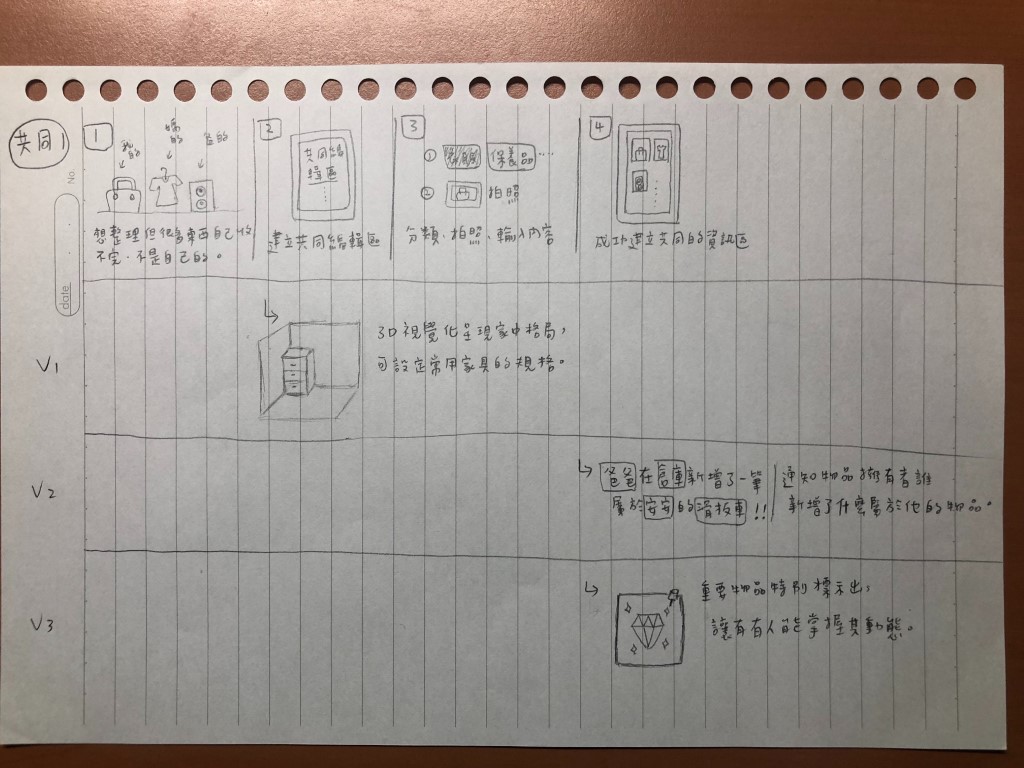 共同1
No.
date
1
我的
媽的
爸的
想整理但很多東西自己收
不完、不是自己的。
2
共同編
輯區
⋯
建立共同編輯區
3
① 保養品⋯⋯
② 拍照
分類、拍照、輸入內容
4
成功建立共同的資訊區
V1
3D視覺化呈現家中格局,
可設定常用家具的規格。
V2
爸爸在倉庫新增了一筆
屬於安安的滑板車!!
通知物品擁有者誰
新增了什麼屬於他的物品。
V3
重要物品特別標示出,
讓有有人能掌握其動態。